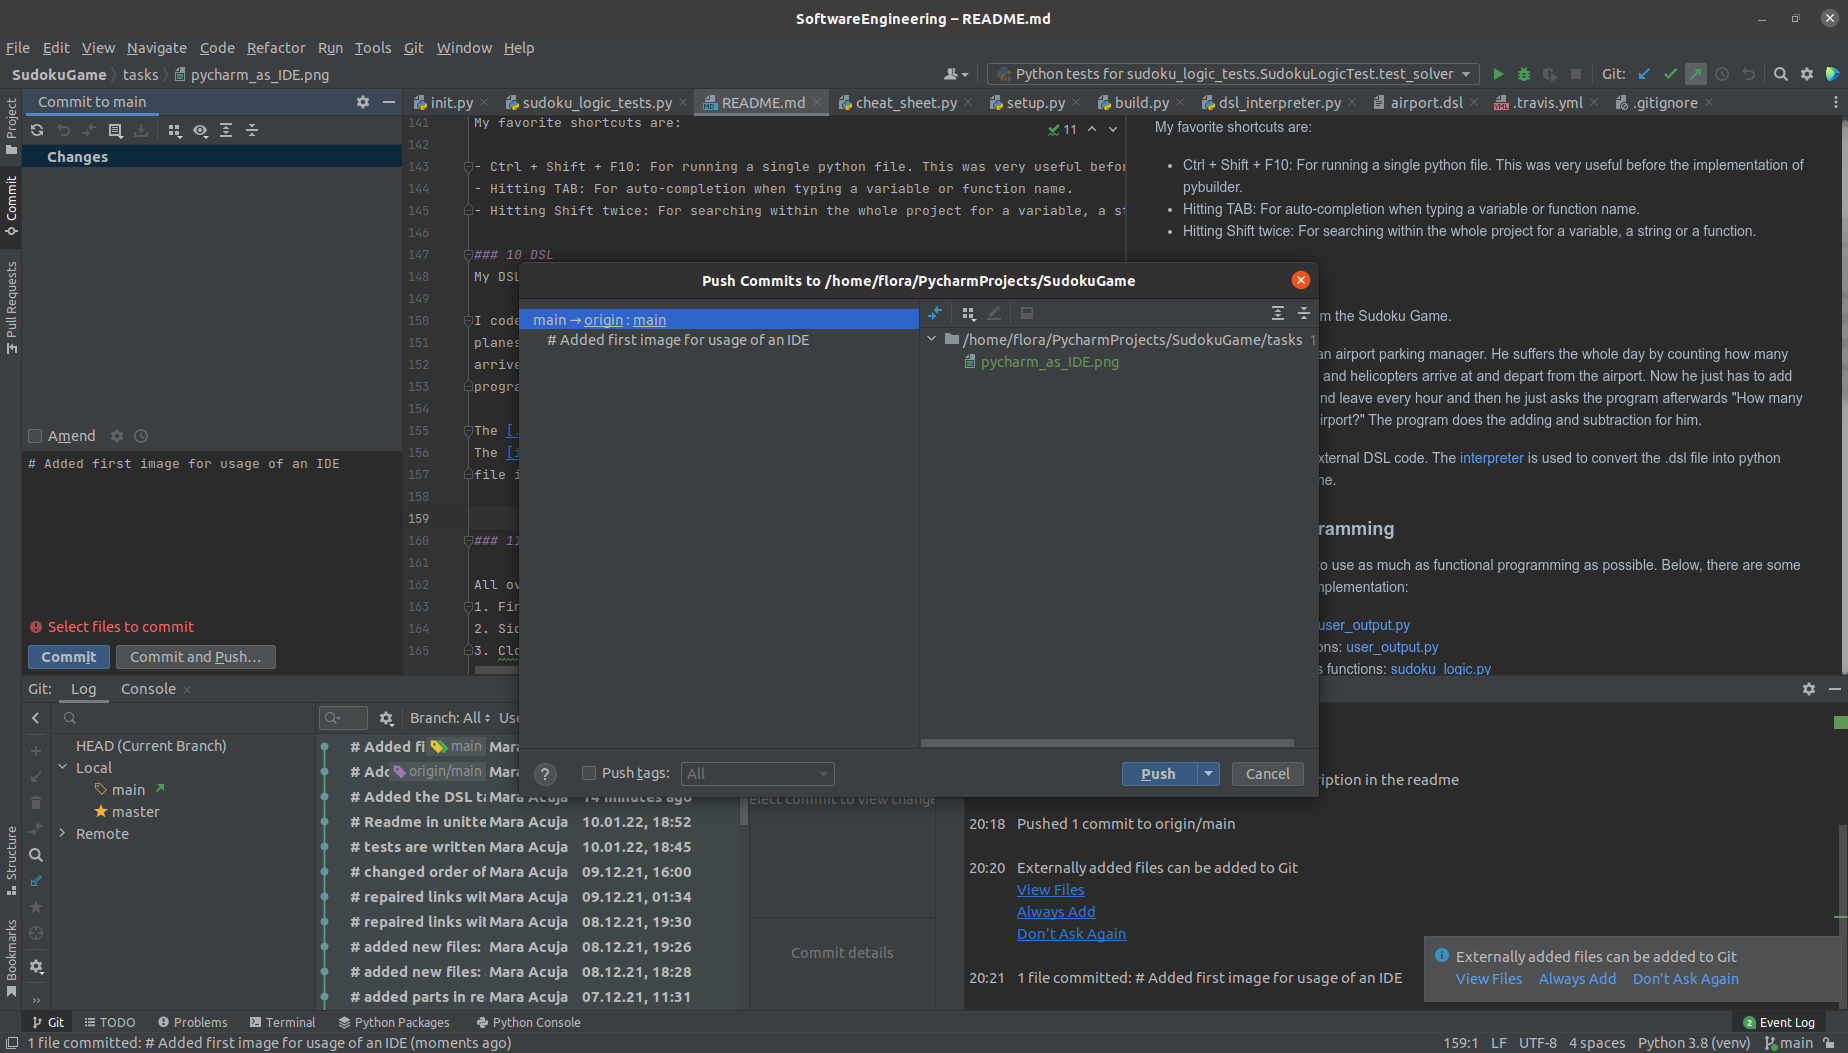 SoftwareEngineering – README.md
File Edit View Navigate Code Refactor Run Tools Git Window Help
SudokuGame tasks pycharm_as_IDE.png
Python tests for sudoku_logic_tests.SudokuLogicTest.test_solver
Git:
Project
Commit
Pull Requests
Structure
Bookmarks
Commit to main
Changes
Amend
# Added first image for usage of an IDE
Select files to commit
Commit
Commit and Push...
init.py
sudoku_logic_tests.py
README.md
cheat_sheet.py
setup.py
build.py
dsl_interpreter.py
airport.dsl
.travis.yml
.gitignore
11
141 My favorite shortcuts are:
142
143 - Ctrl + Shift + F10: For running a single python file. This was very useful befor
144 - Hitting TAB: For auto-completion when typing a variable or function name.
145 - Hitting Shift twice: For searching within the whole project for a variable, a st
146
147 ### 10 DSL
148 My DSL
149
150 I code
151 planes
152 arrive
153 progra
154
155 The [.
156 The [i
157 file i
158
159
160 ### 11
161
162 All ov
163 1. Fin
164 2. Sid
165 3. Clo
My favorite shortcuts are:
• Ctrl + Shift + F10: For running a single python file. This was very useful before the implementation of
pybuilder.
• Hitting TAB: For auto-completion when typing a variable or function name.
• Hitting Shift twice: For searching within the whole project for a variable, a string or a function.
m the Sudoku Game.
an airport parking manager. He suffers the whole day by counting how many
and helicopters arrive at and depart from the airport. Now he just has to add
nd leave every hour and then he just asks the program afterwards "How many
irport?" The program does the adding and subtraction for him.
xternal DSL code. The interpreter is used to convert the .dsl file into python
ne.
ramming
o use as much as functional programming as possible. Below, there are some
mplementation:
user_output.py
ons: user_output.py
s functions: sudoku_logic.py
Push Commits to /home/flora/PycharmProjects/SudokuGame
main → origin : main
# Added first image for usage of an IDE
/home/flora/PycharmProjects/SudokuGame/tasks 1
pycharm_as_IDE.png
?
Push tags:
All
Push
Cancel
Git: Log Console
Branch: All Use
HEAD (Current Branch)
Local
main
master
Remote
# Added fi main Mara
# Adc origin/main Mara
# Added the DSL ta Mara Acuja 14 minutes ago
# Readme in unitte Mara Acuja 10.01.22, 18:52
# tests are written Mara Acuja 10.01.22, 18:45
# changed order of Mara Acuja 09.12.21, 16:00
# repaired links wit Mara Acuja 09.12.21, 01:34
# repaired links wit Mara Acuja 08.12.21, 19:30
# added new files: Mara Acuja 08.12.21, 19:26
# added new files: Mara Acuja 08.12.21, 18:28
# added parts in re Mara Acuja 07.12.21, 11:31
elect commit to view change
Commit details
ription in the readme
20:18 Pushed 1 commit to origin/main
20:20 Externally added files can be added to Git
View Files
Always Add
Don't Ask Again
20:21 1 file committed: # Added first image for usage of an IDE
Externally added files can be added to Git
View Files Always Add Don't Ask Again
Git TODO Problems Terminal Python Packages Python Console
2 Event Log
1 file committed: # Added first image for usage of an IDE (moments ago)
159:1 LF UTF-8 4 spaces Python 3.8 (venv) main